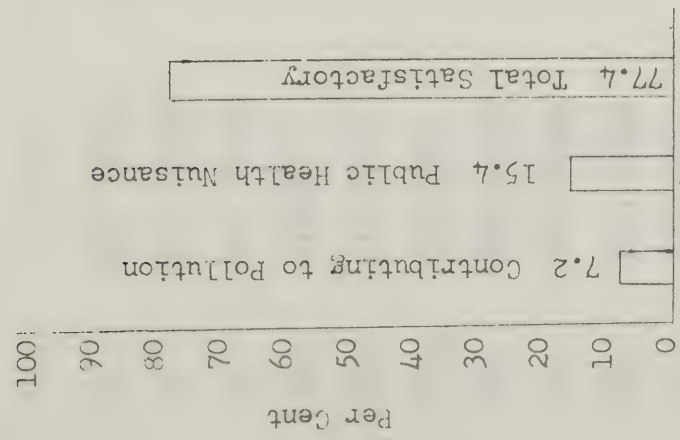 Per Cent
0 10 20 30 40 50 60 70 80 90 100
7.2 Contributing to Pollution
15.4 Public Health Nuisance
77.4 Total Satisfactory